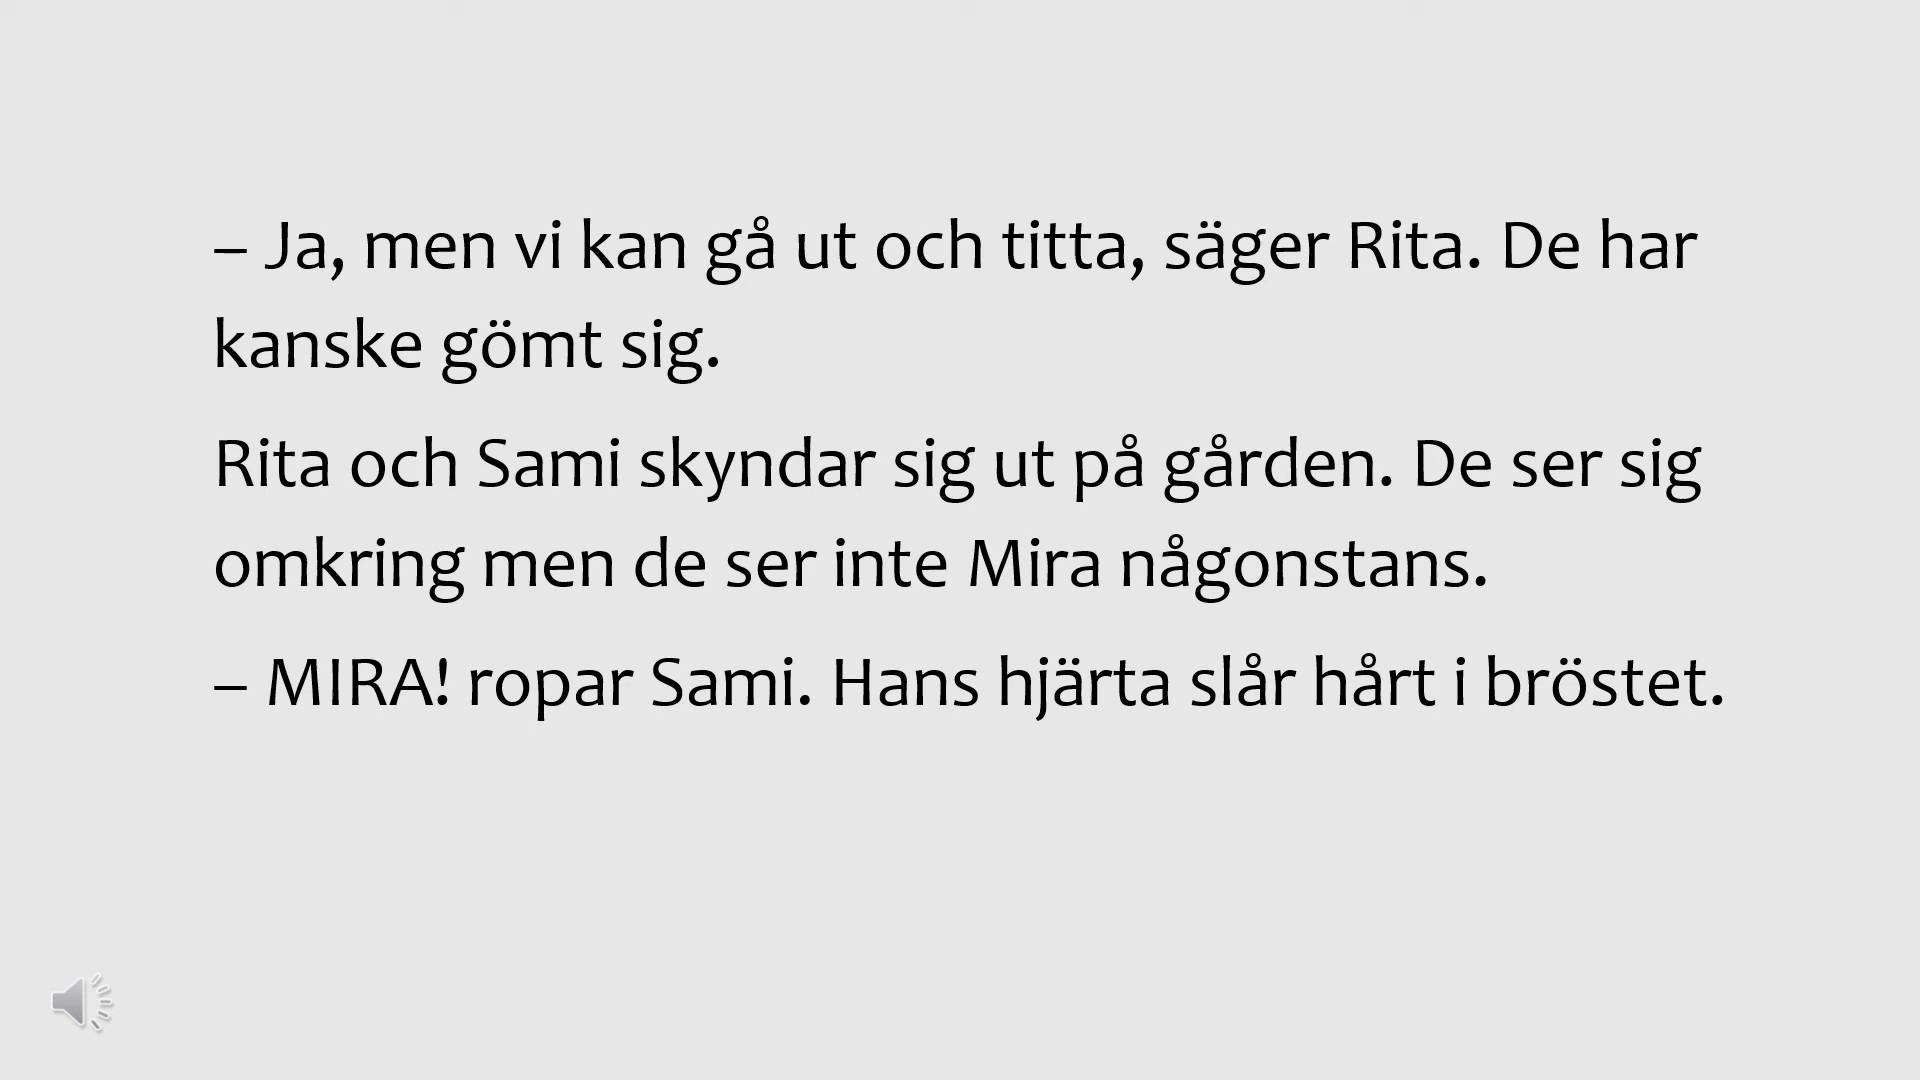 – Ja, men vi kan gå ut och titta, säger Rita. De har
kanske gömt sig.
Rita och Sami skyndar sig ut på gården. De ser sig
omkring men de ser inte Mira någonstans.
– MIRA! ropar Sami. Hans hjärta slår hårt i bröstet.